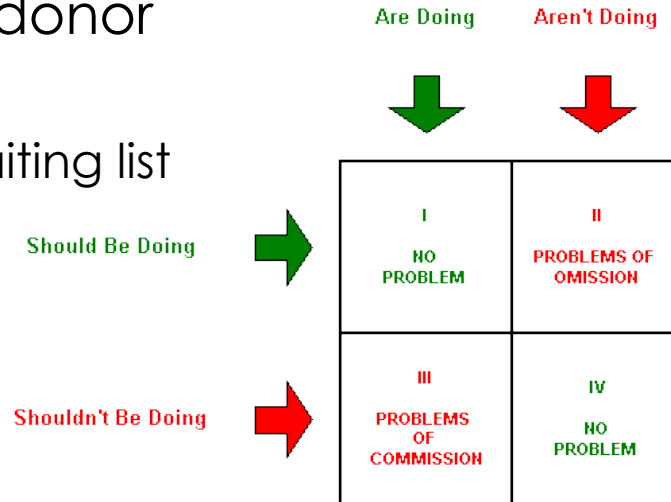 donor
Are Doing
Aren't Doing
waiting list
Should Be Doing
I
NO
PROBLEM
II
PROBLEMS OF
OMISSION
Shouldn't Be Doing
III
PROBLEMS
OF
COMMISSION
IV
NO
PROBLEM